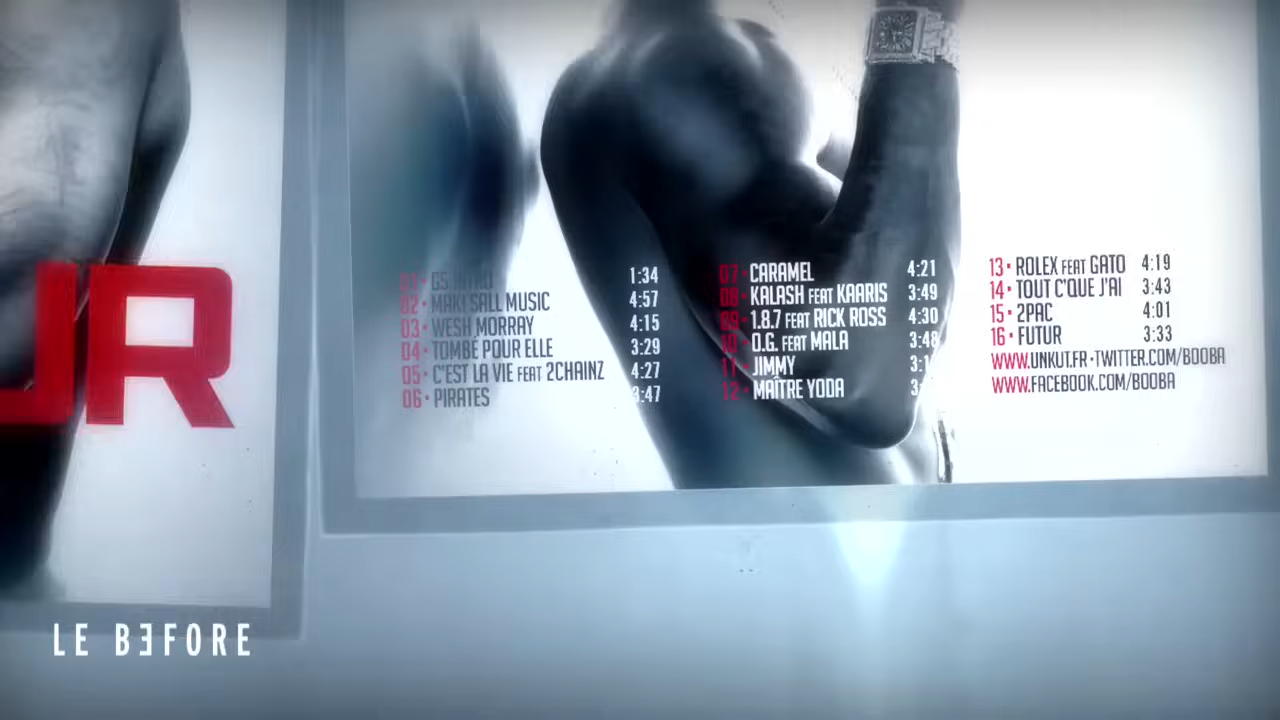 UR
01 • G5 INTRO 1:34
02 • MAKI SALL MUSIC 4:57
03 • WESH MORRAY 4:15
04 • TOMBÉ POUR ELLE 3:29
05 • C'EST LA VIE FEAT 2CHAINZ 4:27
06 • PIRATES 3:47
07 • CARAMEL 4:21
08 • KALASH FEAT KAARIS 3:49
09 • 1.8.7 FEAT RICK ROSS 4:30
10 • O.G. FEAT MALA 3:48
11 • JIMMY
12 • MAÎTRE YODA
13 • ROLEX FEAT GATO 4:19
14 • TOUT C'QUE J'AI 3:43
15 • 2PAC 4:01
16 • FUTUR 3:33
WWW.UNKUT.FR • TWITTER.COM/BOOBA
WWW.FACEBOOK.COM/BOOBA
LE BƎFORE